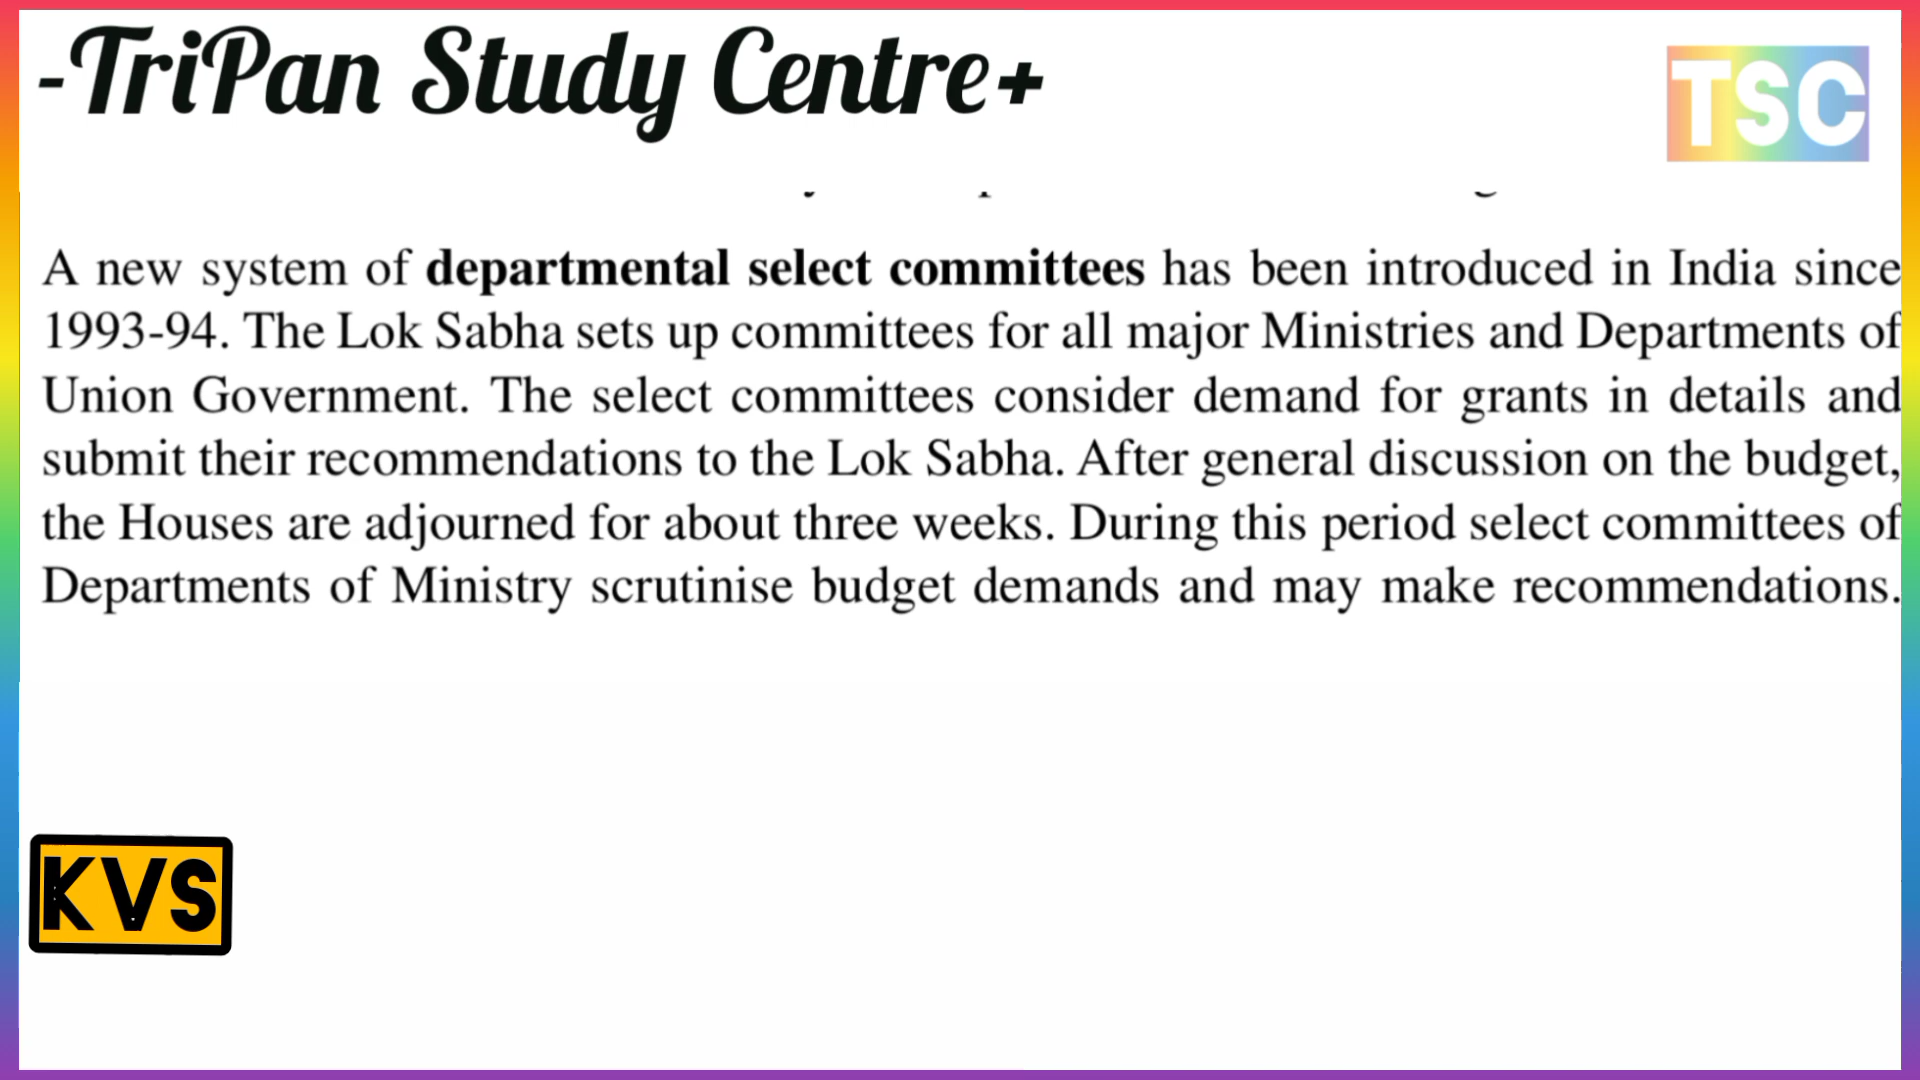 -TriPan Study Centre+
TSC
A new system of departmental select committees has been introduced in India since
1993-94. The Lok Sabha sets up committees for all major Ministries and Departments of
Union Government. The select committees consider demand for grants in details and
submit their recommendations to the Lok Sabha. After general discussion on the budget,
the Houses are adjourned for about three weeks. During this period select committees of
Departments of Ministry scrutinise budget demands and may make recommendations.
KVS